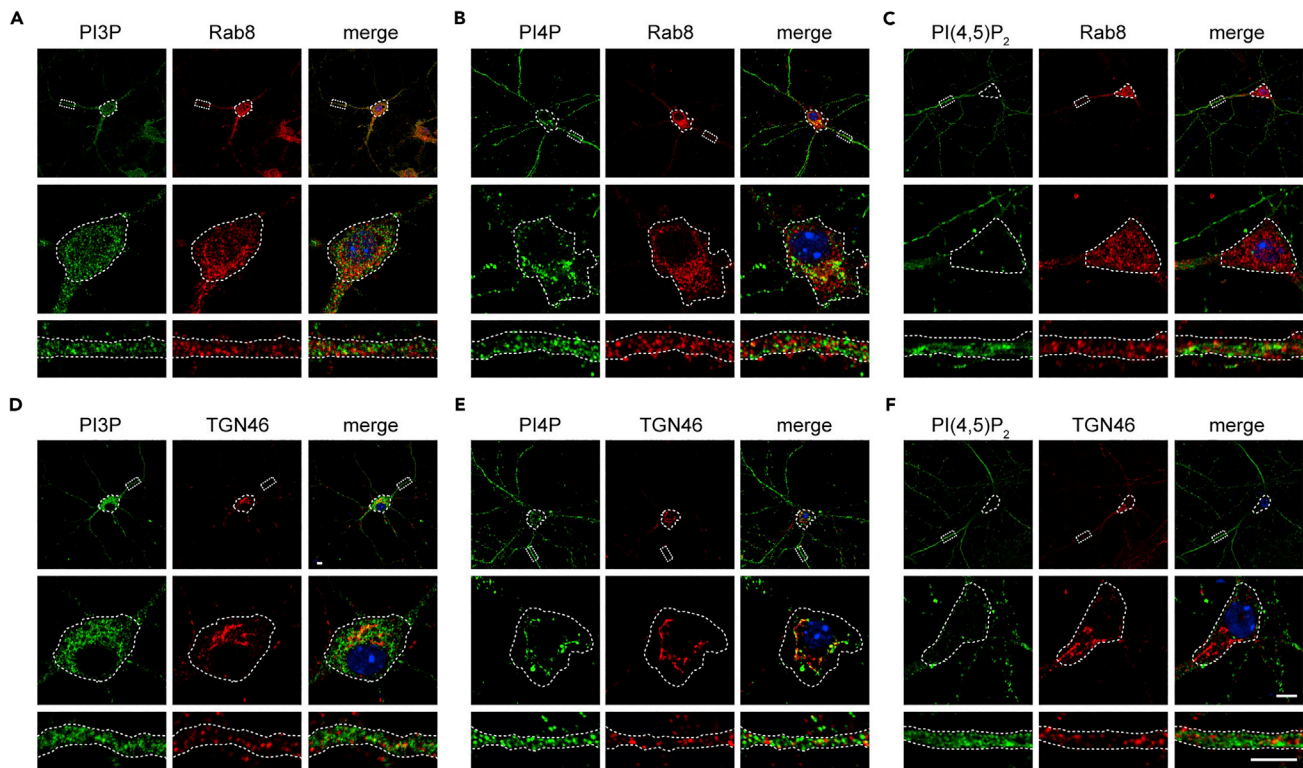 A
PI3P Rab8 merge
B
PI4P Rab8 merge
C
PI(4,5)P₂ Rab8 merge
D
PI3P TGN46 merge
E
PI4P TGN46 merge
F
PI(4,5)P₂ TGN46 merge